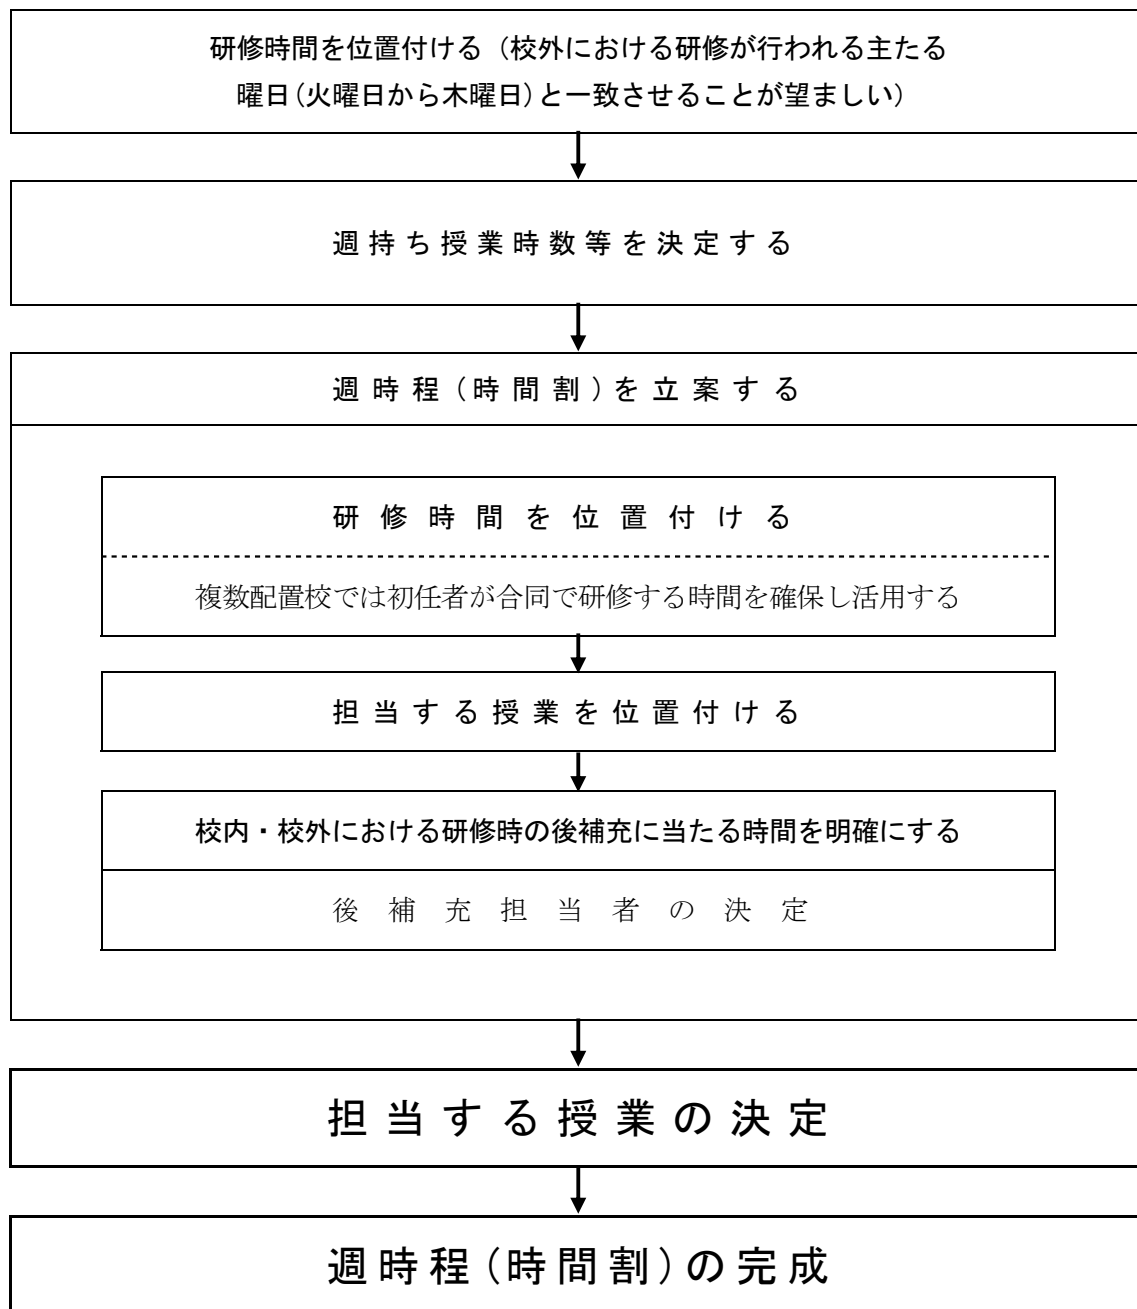 研修時間を位置付ける（校外における研修が行われる主たる
曜日（火曜日から木曜日）と一致させることが望ましい）
週持ち授業時数等を決定する
週時程（時間割）を立案する
研修時間を位置付ける
複数配置校では初任者が合同で研修する時間を確保し活用する
担当する授業を位置付ける
校内・校外における研修時の後補充に当たる時間を明確にする
後補充担当者の決定
担当する授業の決定
週時程（時間割）の完成